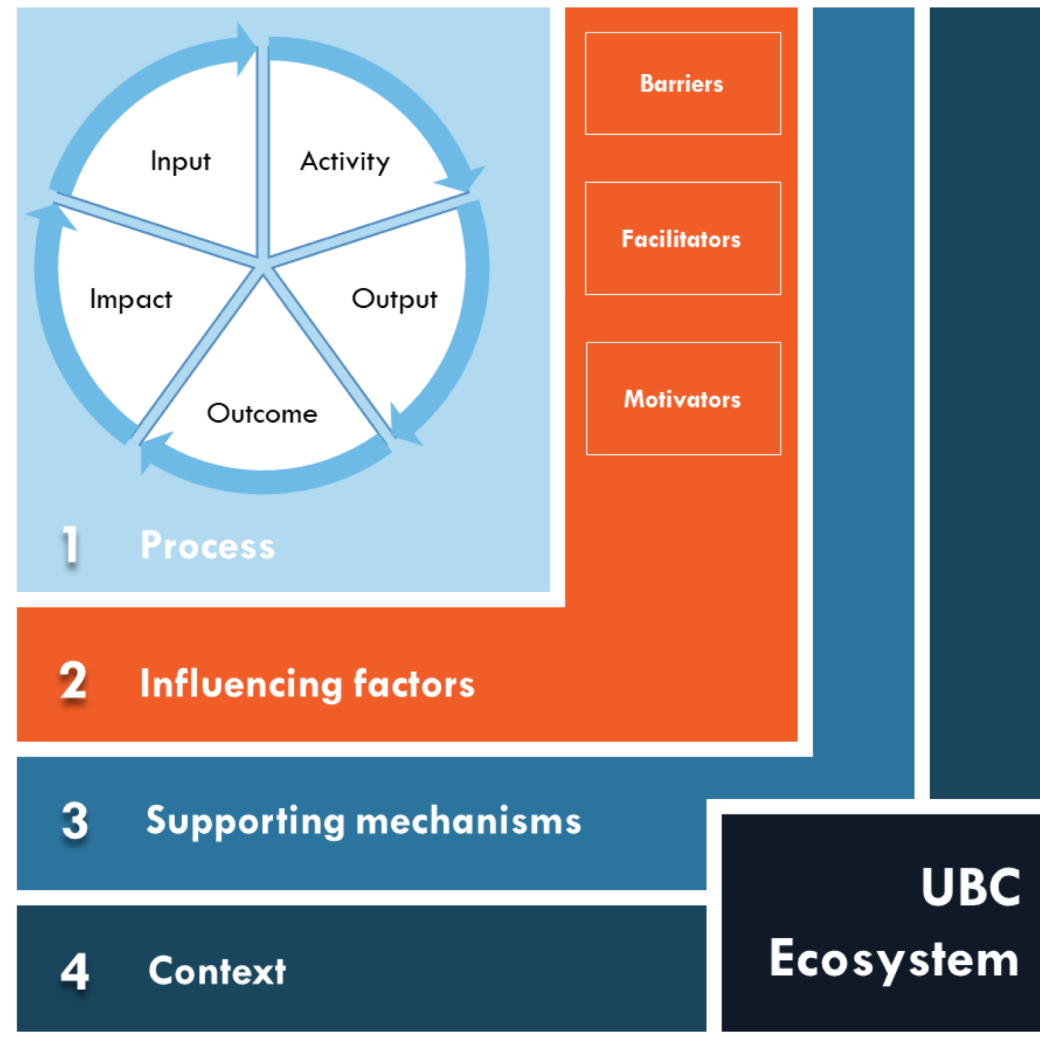 Input
Activity
Impact
Output
Outcome
1 Process
Barriers
Facilitators
Motivators
2 Influencing factors
3 Supporting mechanisms
4 Context
UBC
Ecosystem